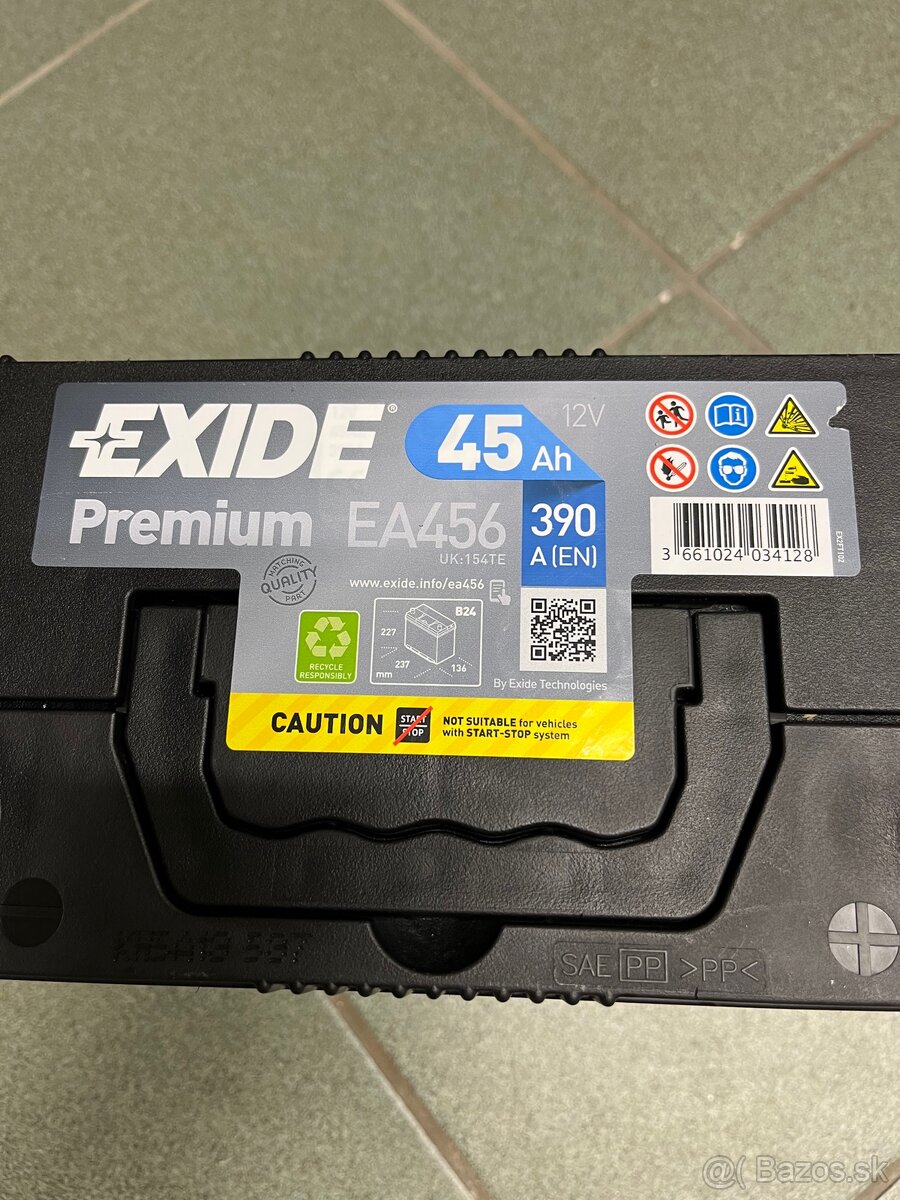 EXIDE®
45 Ah
12V
Premium
EA456
UK:154TE
390
A (EN)
3 661024 034128
EX2FT102
MATCHING
QUALITY
PART
www.exide.info/ea456
B24
227
237
136
mm
RECYCLE
RESPONSIBLY
By Exide Technologies
CAUTION
START
STOP
NOT SUITABLE for vehicles
with START-STOP system
SAE PP >PP<
@( Bazos.sk